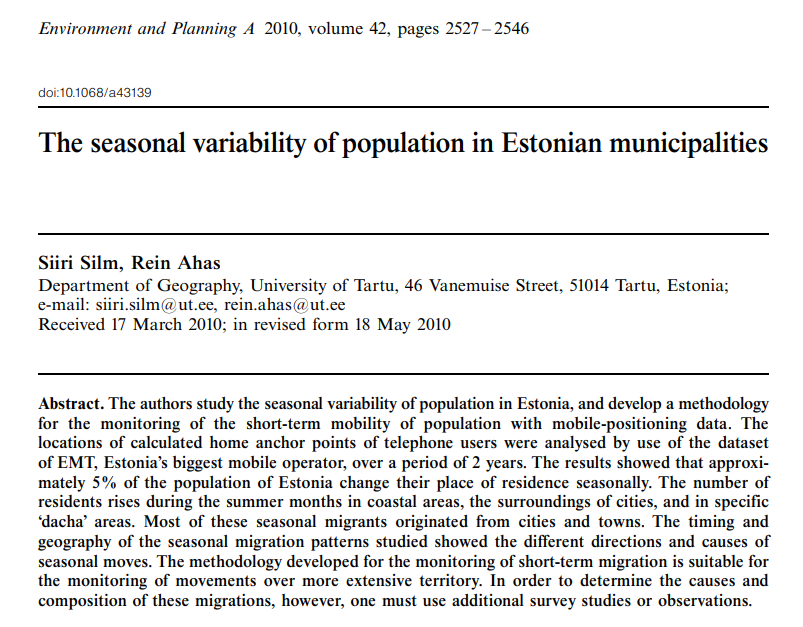 Environment and Planning A 2010, volume 42, pages 2527 – 2546
doi:10.1068/a43139
The seasonal variability of population in Estonian municipalities
Siiri Silm, Rein Ahas
Department of Geography, University of Tartu, 46 Vanemuise Street, 51014 Tartu, Estonia;
e-mail: siiri.silm@ut.ee, rein.ahas@ut.ee
Received 17 March 2010; in revised form 18 May 2010
Abstract. The authors study the seasonal variability of population in Estonia, and develop a methodology
for the monitoring of the short-term mobility of population with mobile-positioning data. The
locations of calculated home anchor points of telephone users were analysed by use of the dataset
of EMT, Estonia's biggest mobile operator, over a period of 2 years. The results showed that approxi-
mately 5% of the population of Estonia change their place of residence seasonally. The number of
residents rises during the summer months in coastal areas, the surroundings of cities, and in specific
'dacha' areas. Most of these seasonal migrants originated from cities and towns. The timing and
geography of the seasonal migration patterns studied showed the different directions and causes of
seasonal moves. The methodology developed for the monitoring of short-term migration is suitable for
the monitoring of movements over more extensive territory. In order to determine the causes and
composition of these migrations, however, one must use additional survey studies or observations.